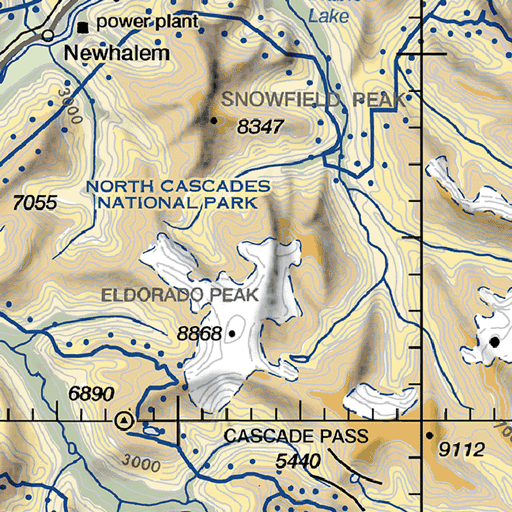 Lake
power plant
Newhalem
3000
SNOWFIELD PEAK
8347
NORTH CASCADES
NATIONAL PARK
7055
ELDORADO PEAK
8868
6890
CASCADE PASS
5440
9112
3000